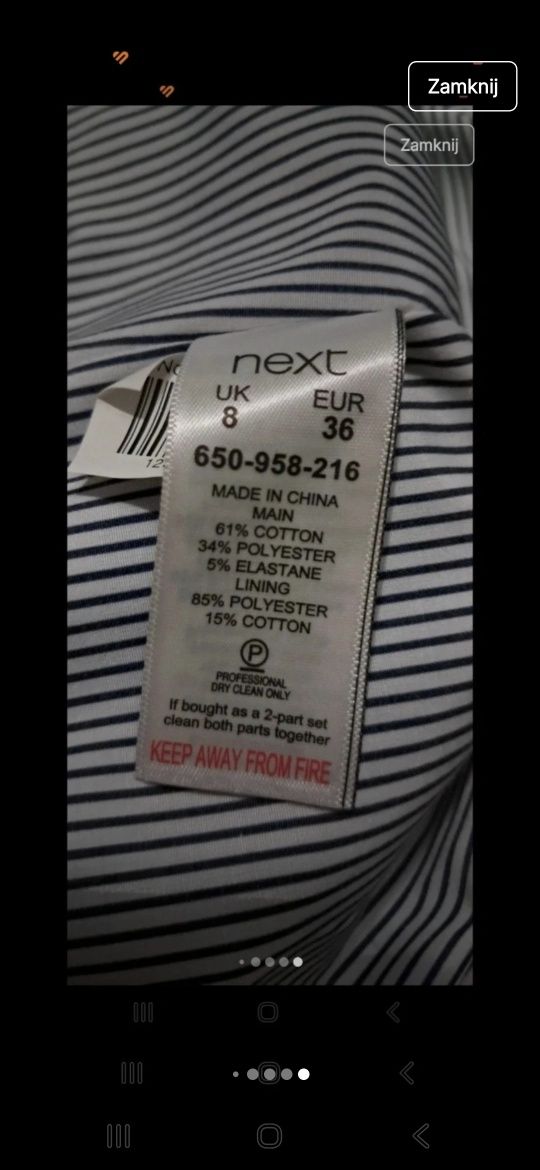 Zamknij
Zamknij
next
UK EUR
8 36
650-958-216
MADE IN CHINA
MAIN
61% COTTON
34% POLYESTER
5% ELASTANE
LINING
85% POLYESTER
15% COTTON
P
PROFESSIONAL
DRY CLEAN ONLY
If bought as a 2-part set
clean both parts together
KEEP AWAY FROM FIRE